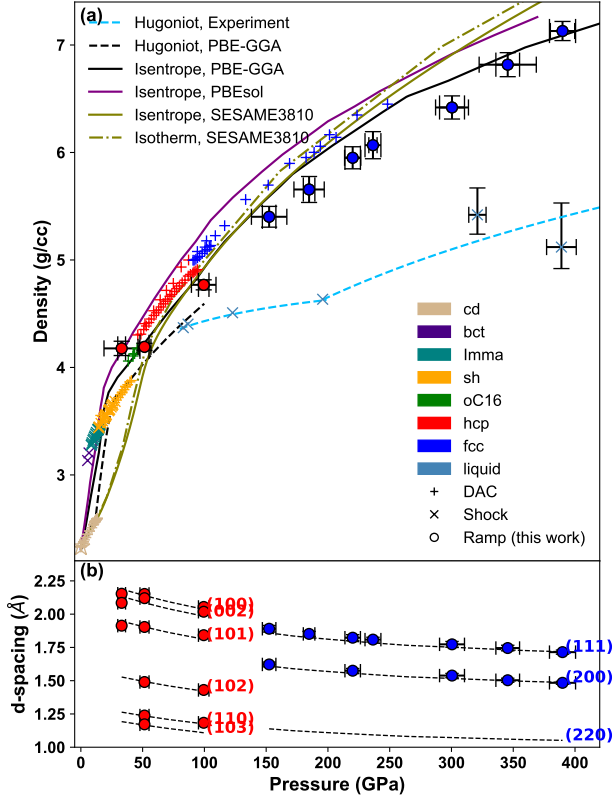 (a)
Hugoniot, Experiment
Hugoniot, PBE-GGA
Isentrope, PBE-GGA
Isentrope, PBEsol
Isentrope, SESAME3810
Isotherm, SESAME3810
7
6
5
4
3
Density (g/cc)
cd
bct
Imma
sh
oC16
hcp
fcc
liquid
DAC
Shock
Ramp (this work)
(b)
2.25
2.00
1.75
1.50
1.25
1.00
d-spacing (Å)
(100)
(002)
(101)
(102)
(110)
(103)
(111)
(200)
(220)
0 50 100 150 200 250 300 350 400
Pressure (GPa)